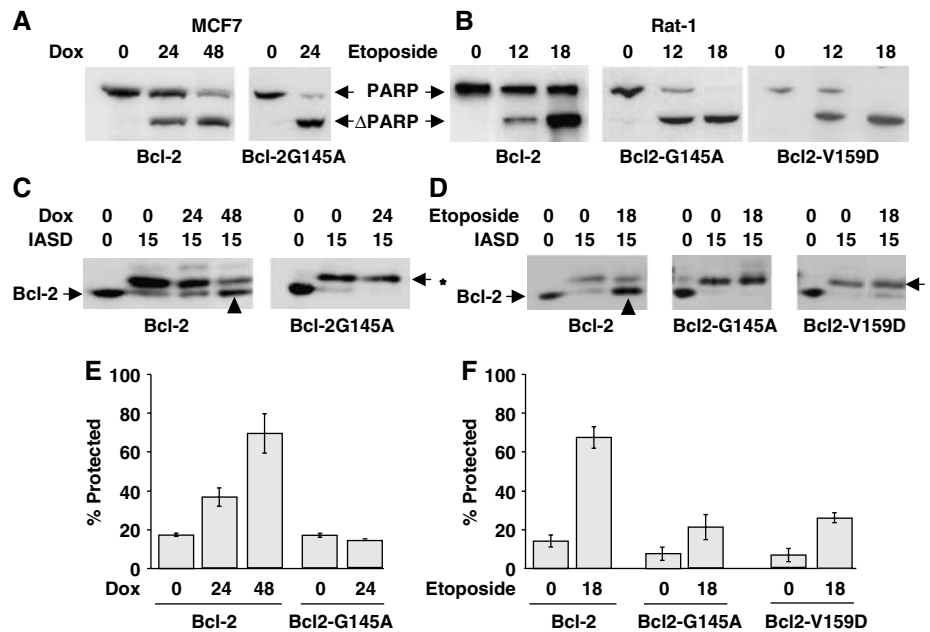 A MCF7 B Rat-1
Dox 0 24 48 0 24 Etoposide 0 12 18 0 12 18 0 12 18
PARP
ΔPARP
Bcl-2 Bcl-2G145A Bcl-2 Bcl2-G145A Bcl2-V159D
C D
Dox 0 0 24 48 0 0 24 Etoposide 0 0 18 0 0 18 0 0 18
IASD 0 15 15 15 0 15 15 IASD 0 15 15 0 15 15 0 15 15
*
Bcl-2 Bcl-2
Bcl-2 Bcl-2G145A Bcl-2 Bcl2-G145A Bcl2-V159D
E F
% Protected
100
80
60
40
20
0
Dox 0 24 48 0 24
Bcl-2 Bcl2-G145A
% Protected
100
80
60
40
20
0
Etoposide 0 18 0 18 0 18
Bcl-2 Bcl2-G145A Bcl2-V159D